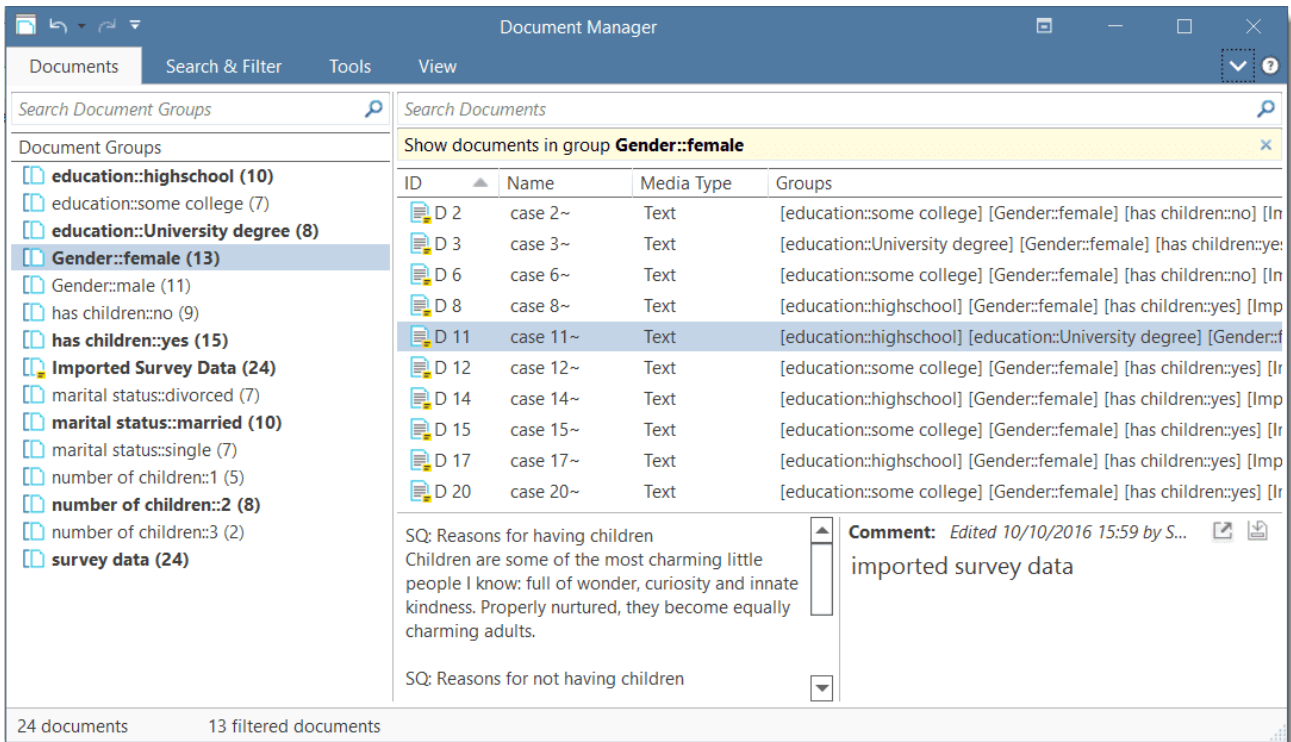 Document Manager
Documents Search & Filter Tools View
Search Document Groups
Document Groups
education::highschool (10)
education::some college (7)
education::University degree (8)
Gender::female (13)
Gender::male (11)
has children::no (9)
has children::yes (15)
Imported Survey Data (24)
marital status::divorced (7)
marital status::married (10)
marital status::single (7)
number of children::1 (5)
number of children::2 (8)
number of children::3 (2)
survey data (24)
Search Documents
Show documents in group Gender::female
ID Name Media Type Groups
D 2 case 2~ Text [education::some college] [Gender::female] [has children::no] [In
D 3 case 3~ Text [education::University degree] [Gender::female] [has children::yes
D 6 case 6~ Text [education::some college] [Gender::female] [has children::no] [In
D 8 case 8~ Text [education::highschool] [Gender::female] [has children::yes] [Imp
D 11 case 11~ Text [education::highschool] [education::University degree] [Gender::f
D 12 case 12~ Text [education::some college] [Gender::female] [has children::yes] [Ir
D 14 case 14~ Text [education::highschool] [Gender::female] [has children::yes] [Imp
D 15 case 15~ Text [education::some college] [Gender::female] [has children::yes] [Ir
D 17 case 17~ Text [education::highschool] [Gender::female] [has children::yes] [Imp
D 20 case 20~ Text [education::some college] [Gender::female] [has children::yes] [Ir
SQ: Reasons for having children
Children are some of the most charming little
people I know: full of wonder, curiosity and innate
kindness. Properly nurtured, they become equally
charming adults.
SQ: Reasons for not having children
Comment: Edited 10/10/2016 15:59 by S...
imported survey data
24 documents 13 filtered documents